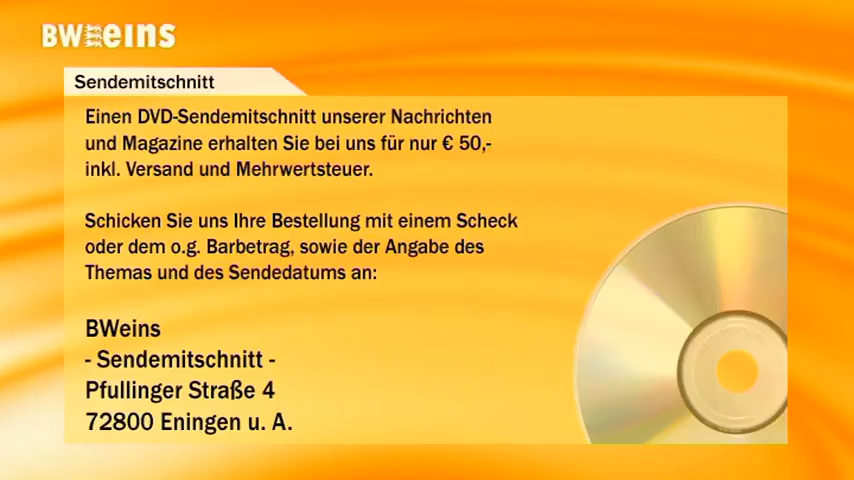 BWeins
Sendemitschnitt
Einen DVD-Sendemitschnitt unserer Nachrichten
und Magazine erhalten Sie bei uns für nur € 50,-
inkl. Versand und Mehrwertsteuer.
Schicken Sie uns Ihre Bestellung mit einem Scheck
oder dem o.g. Barbetrag, sowie der Angabe des
Themas und des Sendedatums an:
BWeins
- Sendemitschnitt -
Pfullinger Straße 4
72800 Eningen u. A.